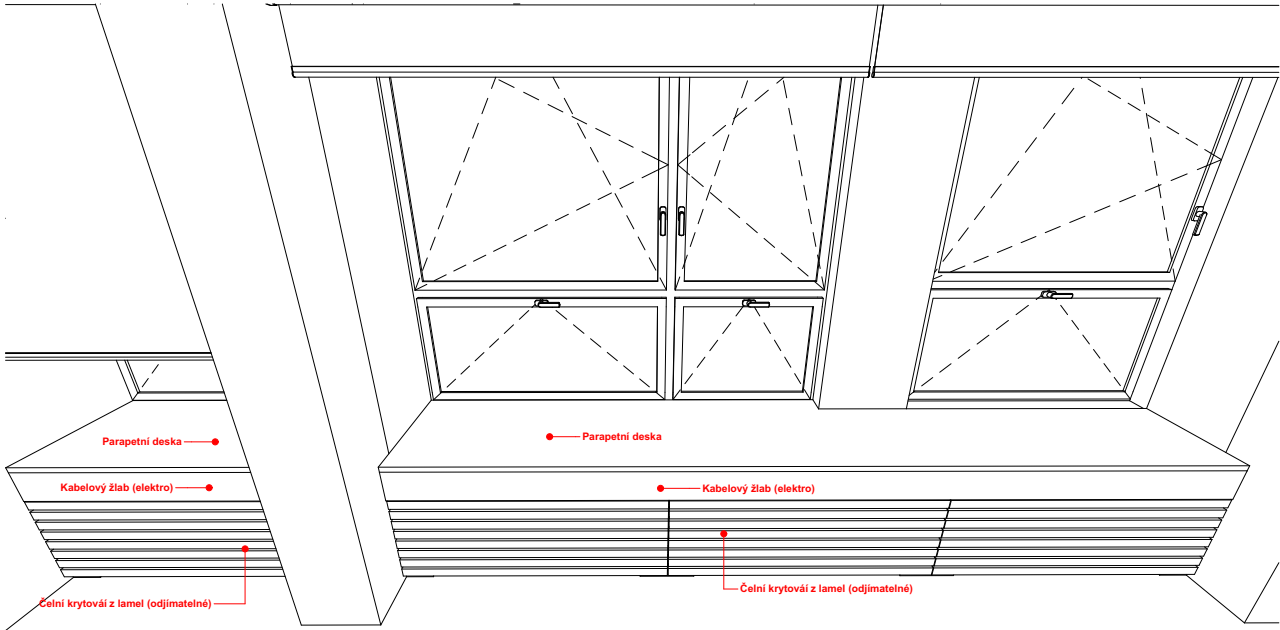 Parapetní deska
Kabelový žlab (elektro)
Čelní krytováí z lamel (odjímatelné)
Parapetní deska
Kabelový žlab (elektro)
Čelní krytováí z lamel (odjímatelné)